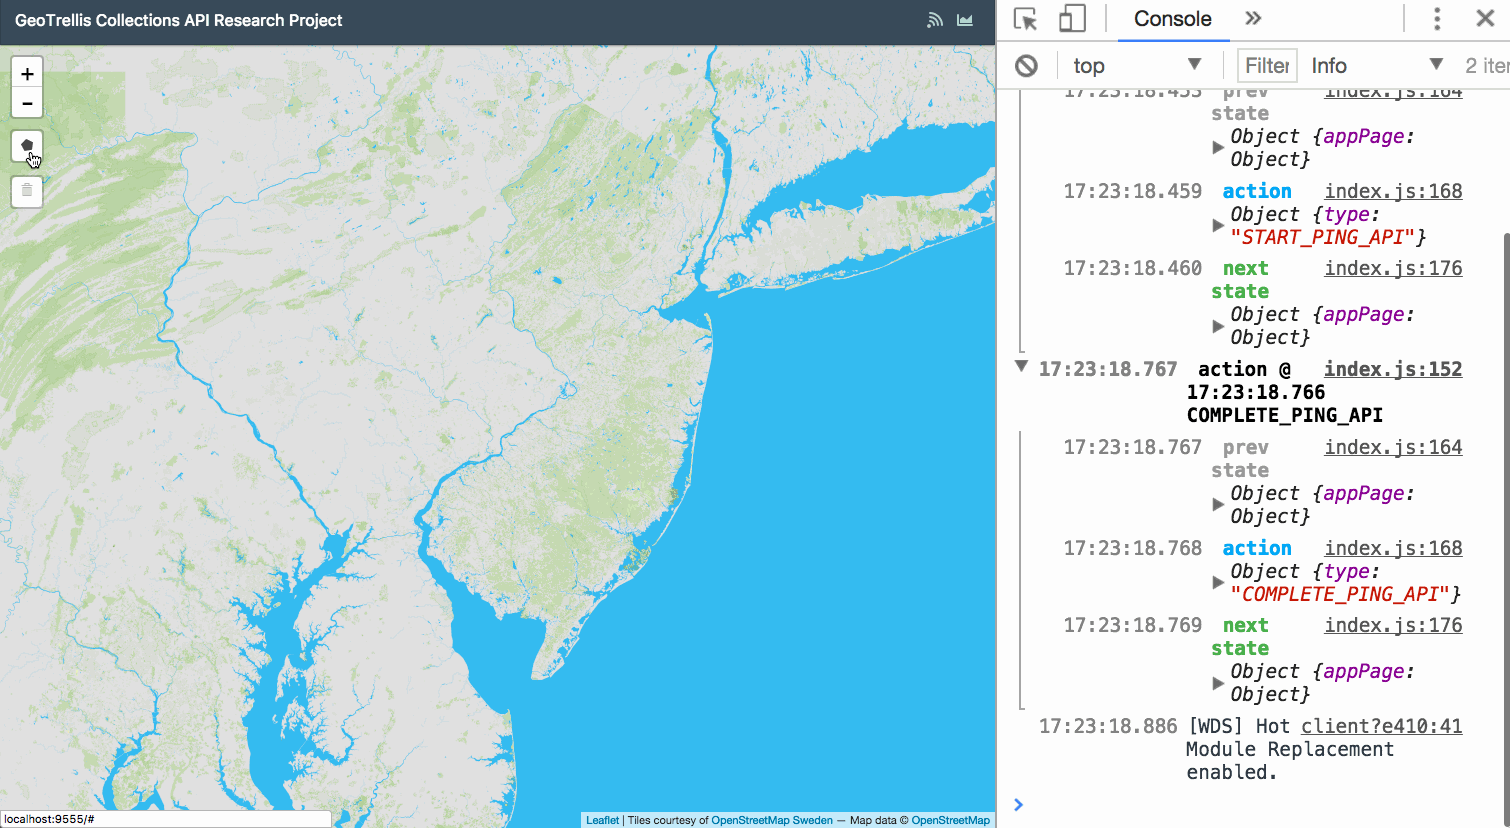 GeoTrellis Collections API Research Project
+
−
localhost:9555/#
Leaflet | Tiles courtesy of OpenStreetMap Sweden — Map data © OpenStreetMap
Console »
top Filter Info 2 iter
17:23:18.453 prev index.js:164
state
Object {appPage:
Object}
17:23:18.459 action index.js:168
Object {type:
"START_PING_API"}
17:23:18.460 next index.js:176
state
Object {appPage:
Object}
17:23:18.767 action @ index.js:152
17:23:18.766
COMPLETE_PING_API
17:23:18.767 prev index.js:164
state
Object {appPage:
Object}
17:23:18.768 action index.js:168
Object {type:
"COMPLETE_PING_API"}
17:23:18.769 next index.js:176
state
Object {appPage:
Object}
17:23:18.886 [WDS] Hot client?e410:41
Module Replacement
enabled.